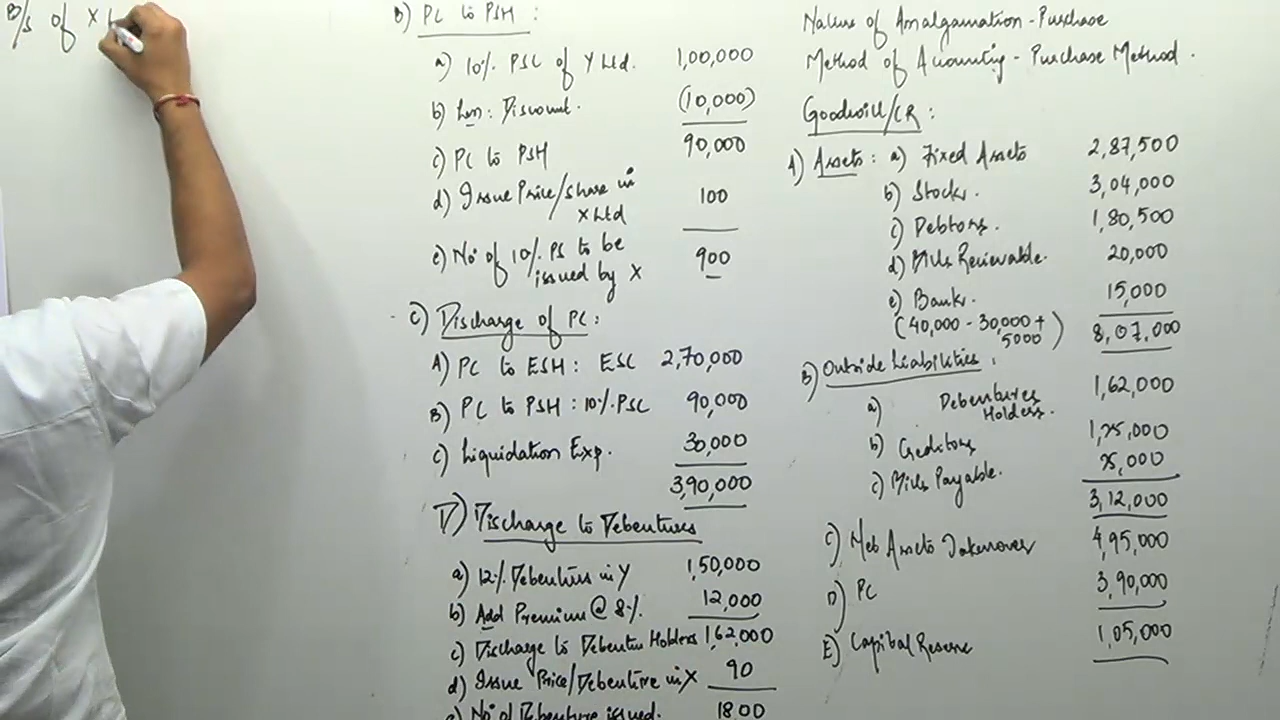 B/s of X L
B) PC to PSH :
a) 10% PSC of Y Ltd. 1,00,000
b) Less: Discount. (10,000)
c) PC to PSH 90,000
d) Issue Price/share in
X Ltd 100
e) No of 10% PS to be
issued by X 900
C) Discharge of PC :
A) PC to ESH : ESC 2,70,000
B) PC to PSH : 10% PSC 90,000
C) Liquidation Exp. 30,000
3,90,000
D) Discharge to Debentures
a) 12% Debentures in Y 1,50,000
b) Add Premium @ 8% 12,000
c) Discharge to Debenture Holders 1,62,000
d) Issue Price/Debenture in X 90
e) No of Debenture issued. 1800
Nature of Amalgamation - Purchase
Method of Accounting - Purchase Method.
Goodwill/CR :
A) Assets : a) Fixed Assets 2,87,500
b) Stock. 3,04,000
c) Debtors. 1,80,500
d) Bills Receivable. 20,000
e) Bank. 15,000
(40,000 - 30,000 +
5000) 8,07,000
B) Outside Liabilities :
a) Debentures
Holders. 1,62,000
b) Creditors 1,25,000
c) Bills Payable. 25,000
3,12,000
C) Net Assets Takenover 4,95,000
D) PC 3,90,000
E) Capital Reserve 1,05,000